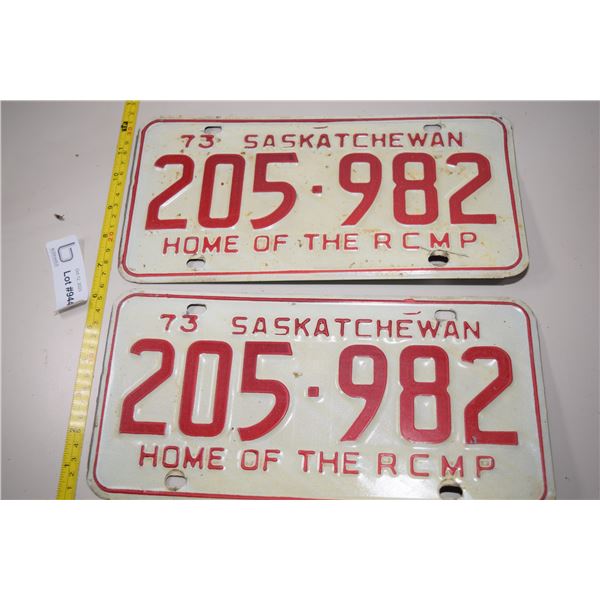 73 SASKATCHEWAN
205·982
HOME OF THE RCMP
Lot #944
73 SASKATCHEWAN
205·982
HOME OF THE RCMP